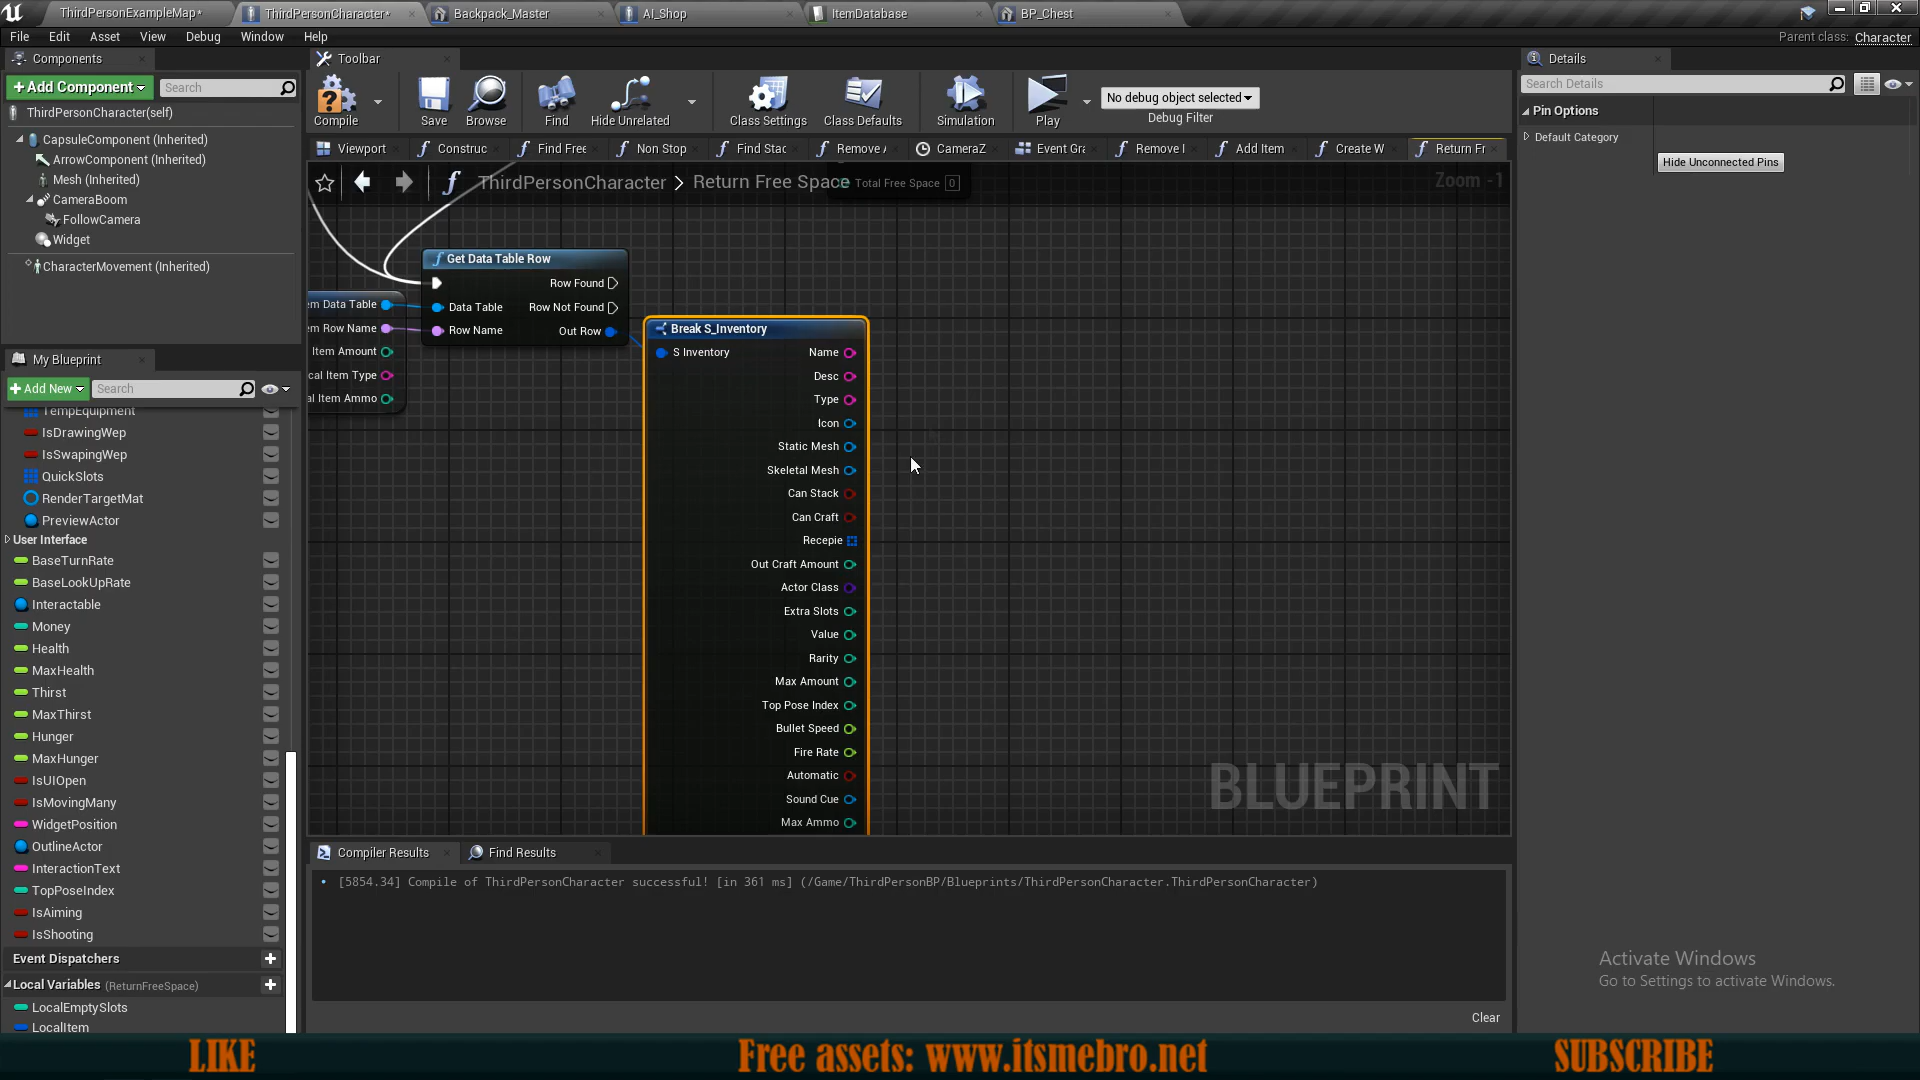 ThirdPersonExampleMap*
ThirdPersonCharacter*
Backpack_Master
AI_Shop
ItemDatabase
BP_Chest
File Edit Asset View Debug Window Help
Parent class: Character
Components
Toolbar
Details
+ Add Component
Search
Compile
Save
Browse
Find
Hide Unrelated
Class Settings
Class Defaults
Simulation
Play
No debug object selected
Debug Filter
Search Details
Pin Options
Default Category
Hide Unconnected Pins
ThirdPersonCharacter(self)
CapsuleComponent (Inherited)
ArrowComponent (Inherited)
Mesh (Inherited)
CameraBoom
FollowCamera
Widget
CharacterMovement (Inherited)
Viewport
Construc
Find Free
Non Stop
Find Stac
Remove
CameraZ
Event Gra
Remove I
Add Item
Create W
Return Fr
ThirdPersonCharacter > Return Free Space
Total Free Space 0
Zoom -1
Get Data Table Row
Row Found
Data Table
Row Not Found
Row Name
Out Row
em Data Table
em Row Name
Item Amount
cal Item Type
al Item Ammo
Break S_Inventory
S Inventory
Name
Desc
Type
Icon
Static Mesh
Skeletal Mesh
Can Stack
Can Craft
Recepie
Out Craft Amount
Actor Class
Extra Slots
Value
Rarity
Max Amount
Top Pose Index
Bullet Speed
Fire Rate
Automatic
Sound Cue
Max Ammo
BLUEPRINT
My Blueprint
+ Add New
Search
TempEquipment
IsDrawingWep
IsSwapingWep
QuickSlots
RenderTargetMat
PreviewActor
User Interface
BaseTurnRate
BaseLookUpRate
Interactable
Money
Health
MaxHealth
Thirst
MaxThirst
Hunger
MaxHunger
IsUIOpen
IsMovingMany
WidgetPosition
OutlineActor
InteractionText
TopPoseIndex
IsAiming
IsShooting
Event Dispatchers
Local Variables (ReturnFreeSpace)
LocalEmptySlots
LocalItem
Compiler Results
Find Results
[5854.34] Compile of ThirdPersonCharacter successful! [in 361 ms] (/Game/ThirdPersonBP/Blueprints/ThirdPersonCharacter.ThirdPersonCharacter)
Clear
Activate Windows
Go to Settings to activate Windows.
LIKE
Free assets: www.itsmebro.net
SUBSCRIBE